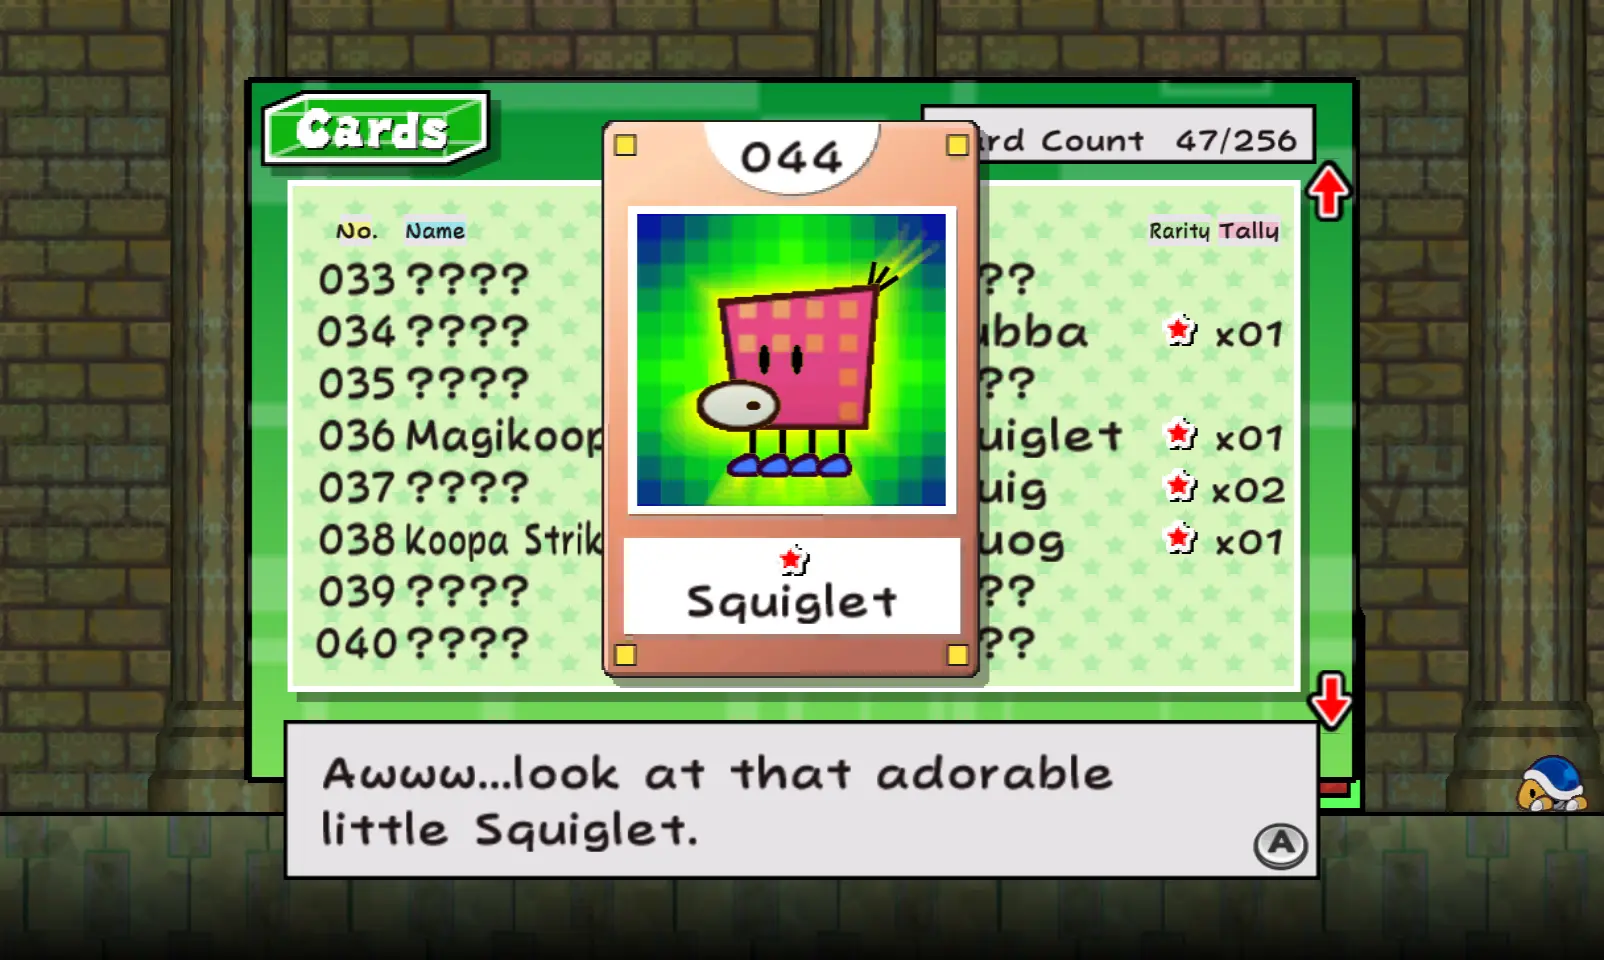 Cards
Card Count 47/256
044
No. Name
Rarity Tally
033 ????
034 ????
035 ????
036 Magikoop
037 ????
038 Koopa Strik
039 ????
040 ????
??
ubba x01
??
uiglet x01
uig x02
uog x01
??
??
Squiglet
Awww...look at that adorable
little Squiglet.
A